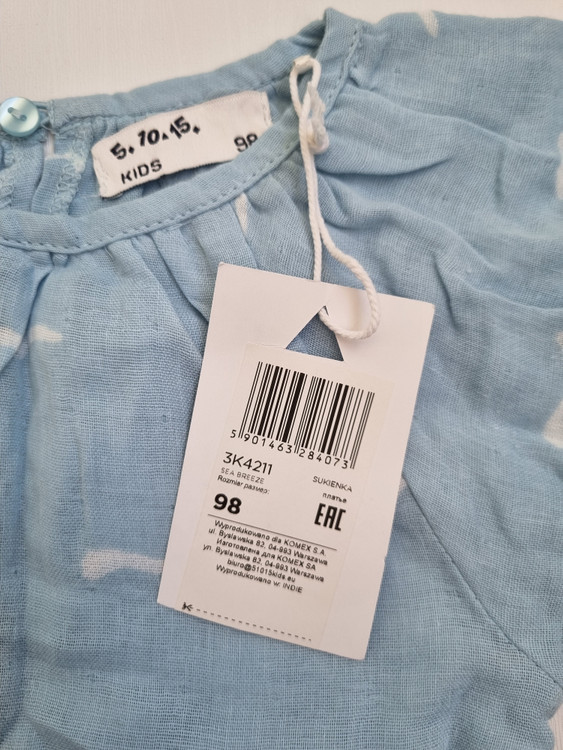 5.10.15.
KIDS
98
5 901463 284073
3K4211
SEA BREEZE
SUKIENKA
Rozmiar размер:
платье
98
EAC
Wyprodukowano dla KOMEX S.A.
ul. Bysławska 82, 04-993 Warszawa
Изготовлена для KOMEX SA
ул. Bysławska 82, 04-993 Warszawa
biuro@51015kids.eu
Wyprodukowano w: INDIE